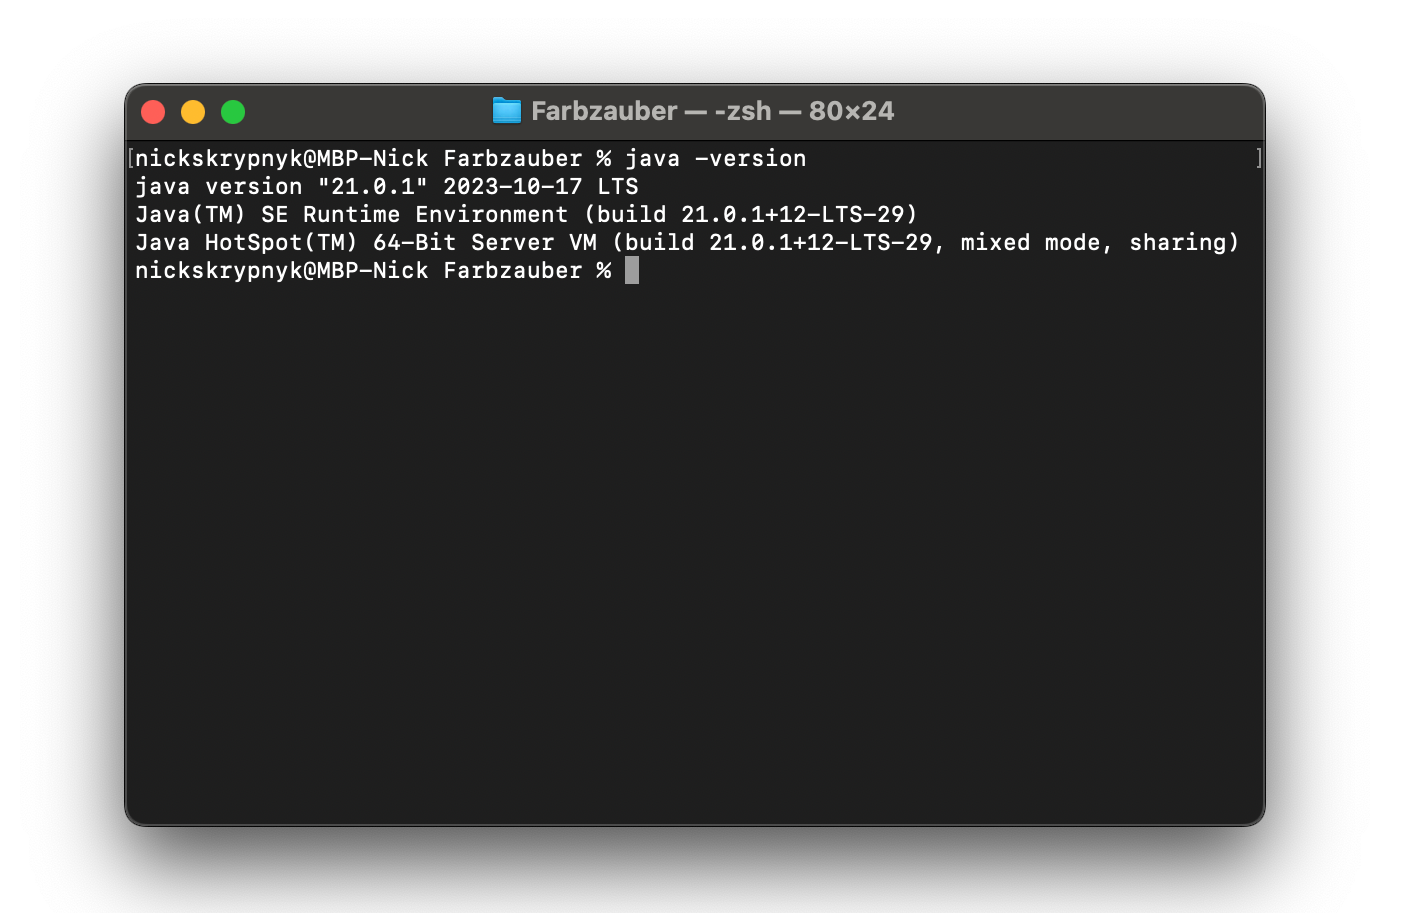 Farbzauber — -zsh — 80×24
[nickskrypnyk@MBP-Nick Farbzauber % java -version ]
java version "21.0.1" 2023-10-17 LTS
Java(TM) SE Runtime Environment (build 21.0.1+12-LTS-29)
Java HotSpot(TM) 64-Bit Server VM (build 21.0.1+12-LTS-29, mixed mode, sharing)
nickskrypnyk@MBP-Nick Farbzauber %